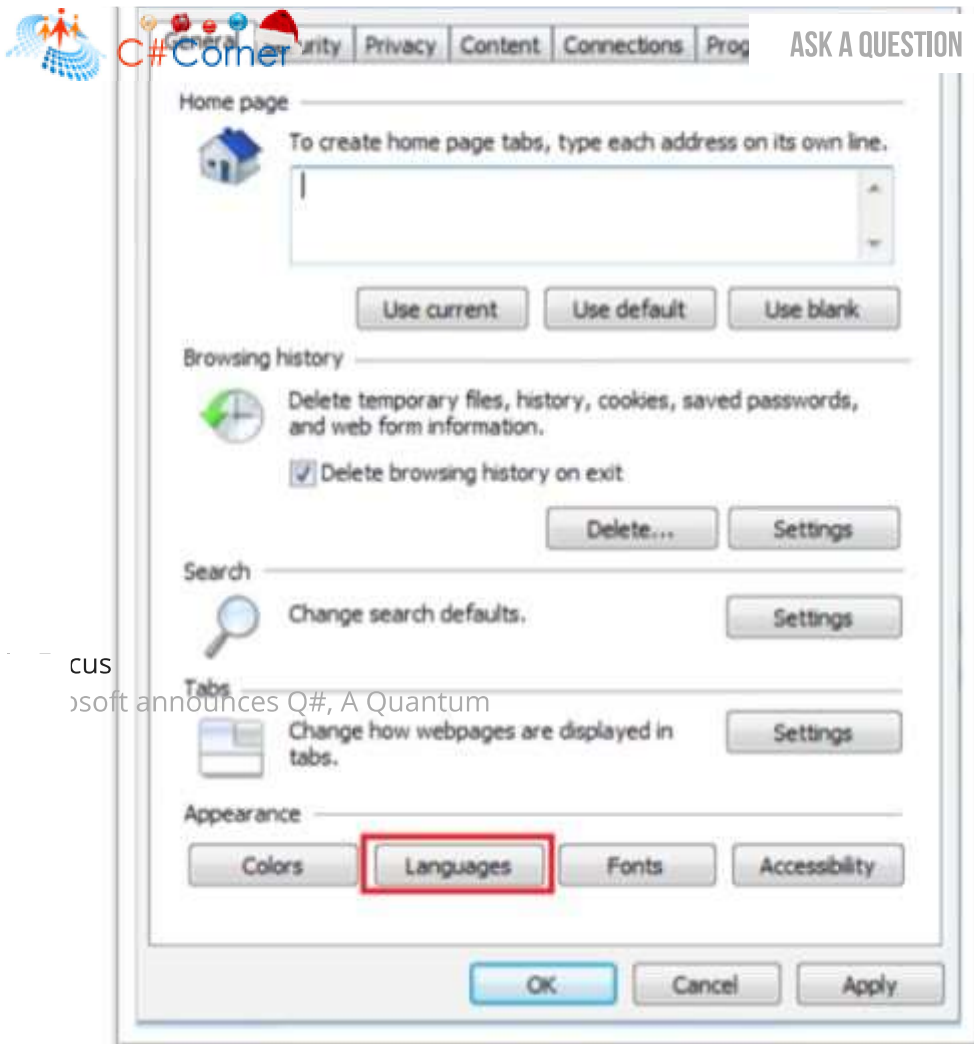 C#Corner
General Privacy Content Connections
ASK A QUESTION
Home page
To create home page tabs, type each address on its own line.
Use current Use default Use blank
Browsing history
Delete temporary files, history, cookies, saved passwords,
and web form information.
Delete browsing history on exit
Delete... Settings
Search
Change search defaults.
Settings
cus
Tabs
osoft announces Q#, A Quantum
Change how webpages are displayed in
tabs.
Settings
Appearance
Colors Languages Fonts Accessibility
OK Cancel Apply